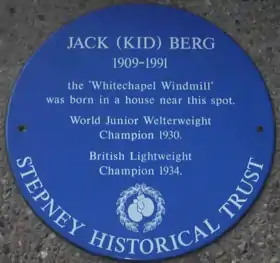 JACK (KID) BERG
1909-1991
the 'Whitechapel Windmill'
was born in a house near this spot.
World Junior Welterweight
Champion 1930.
British Lightweight
Champion 1934.
STEPNEY HISTORICAL TRUST